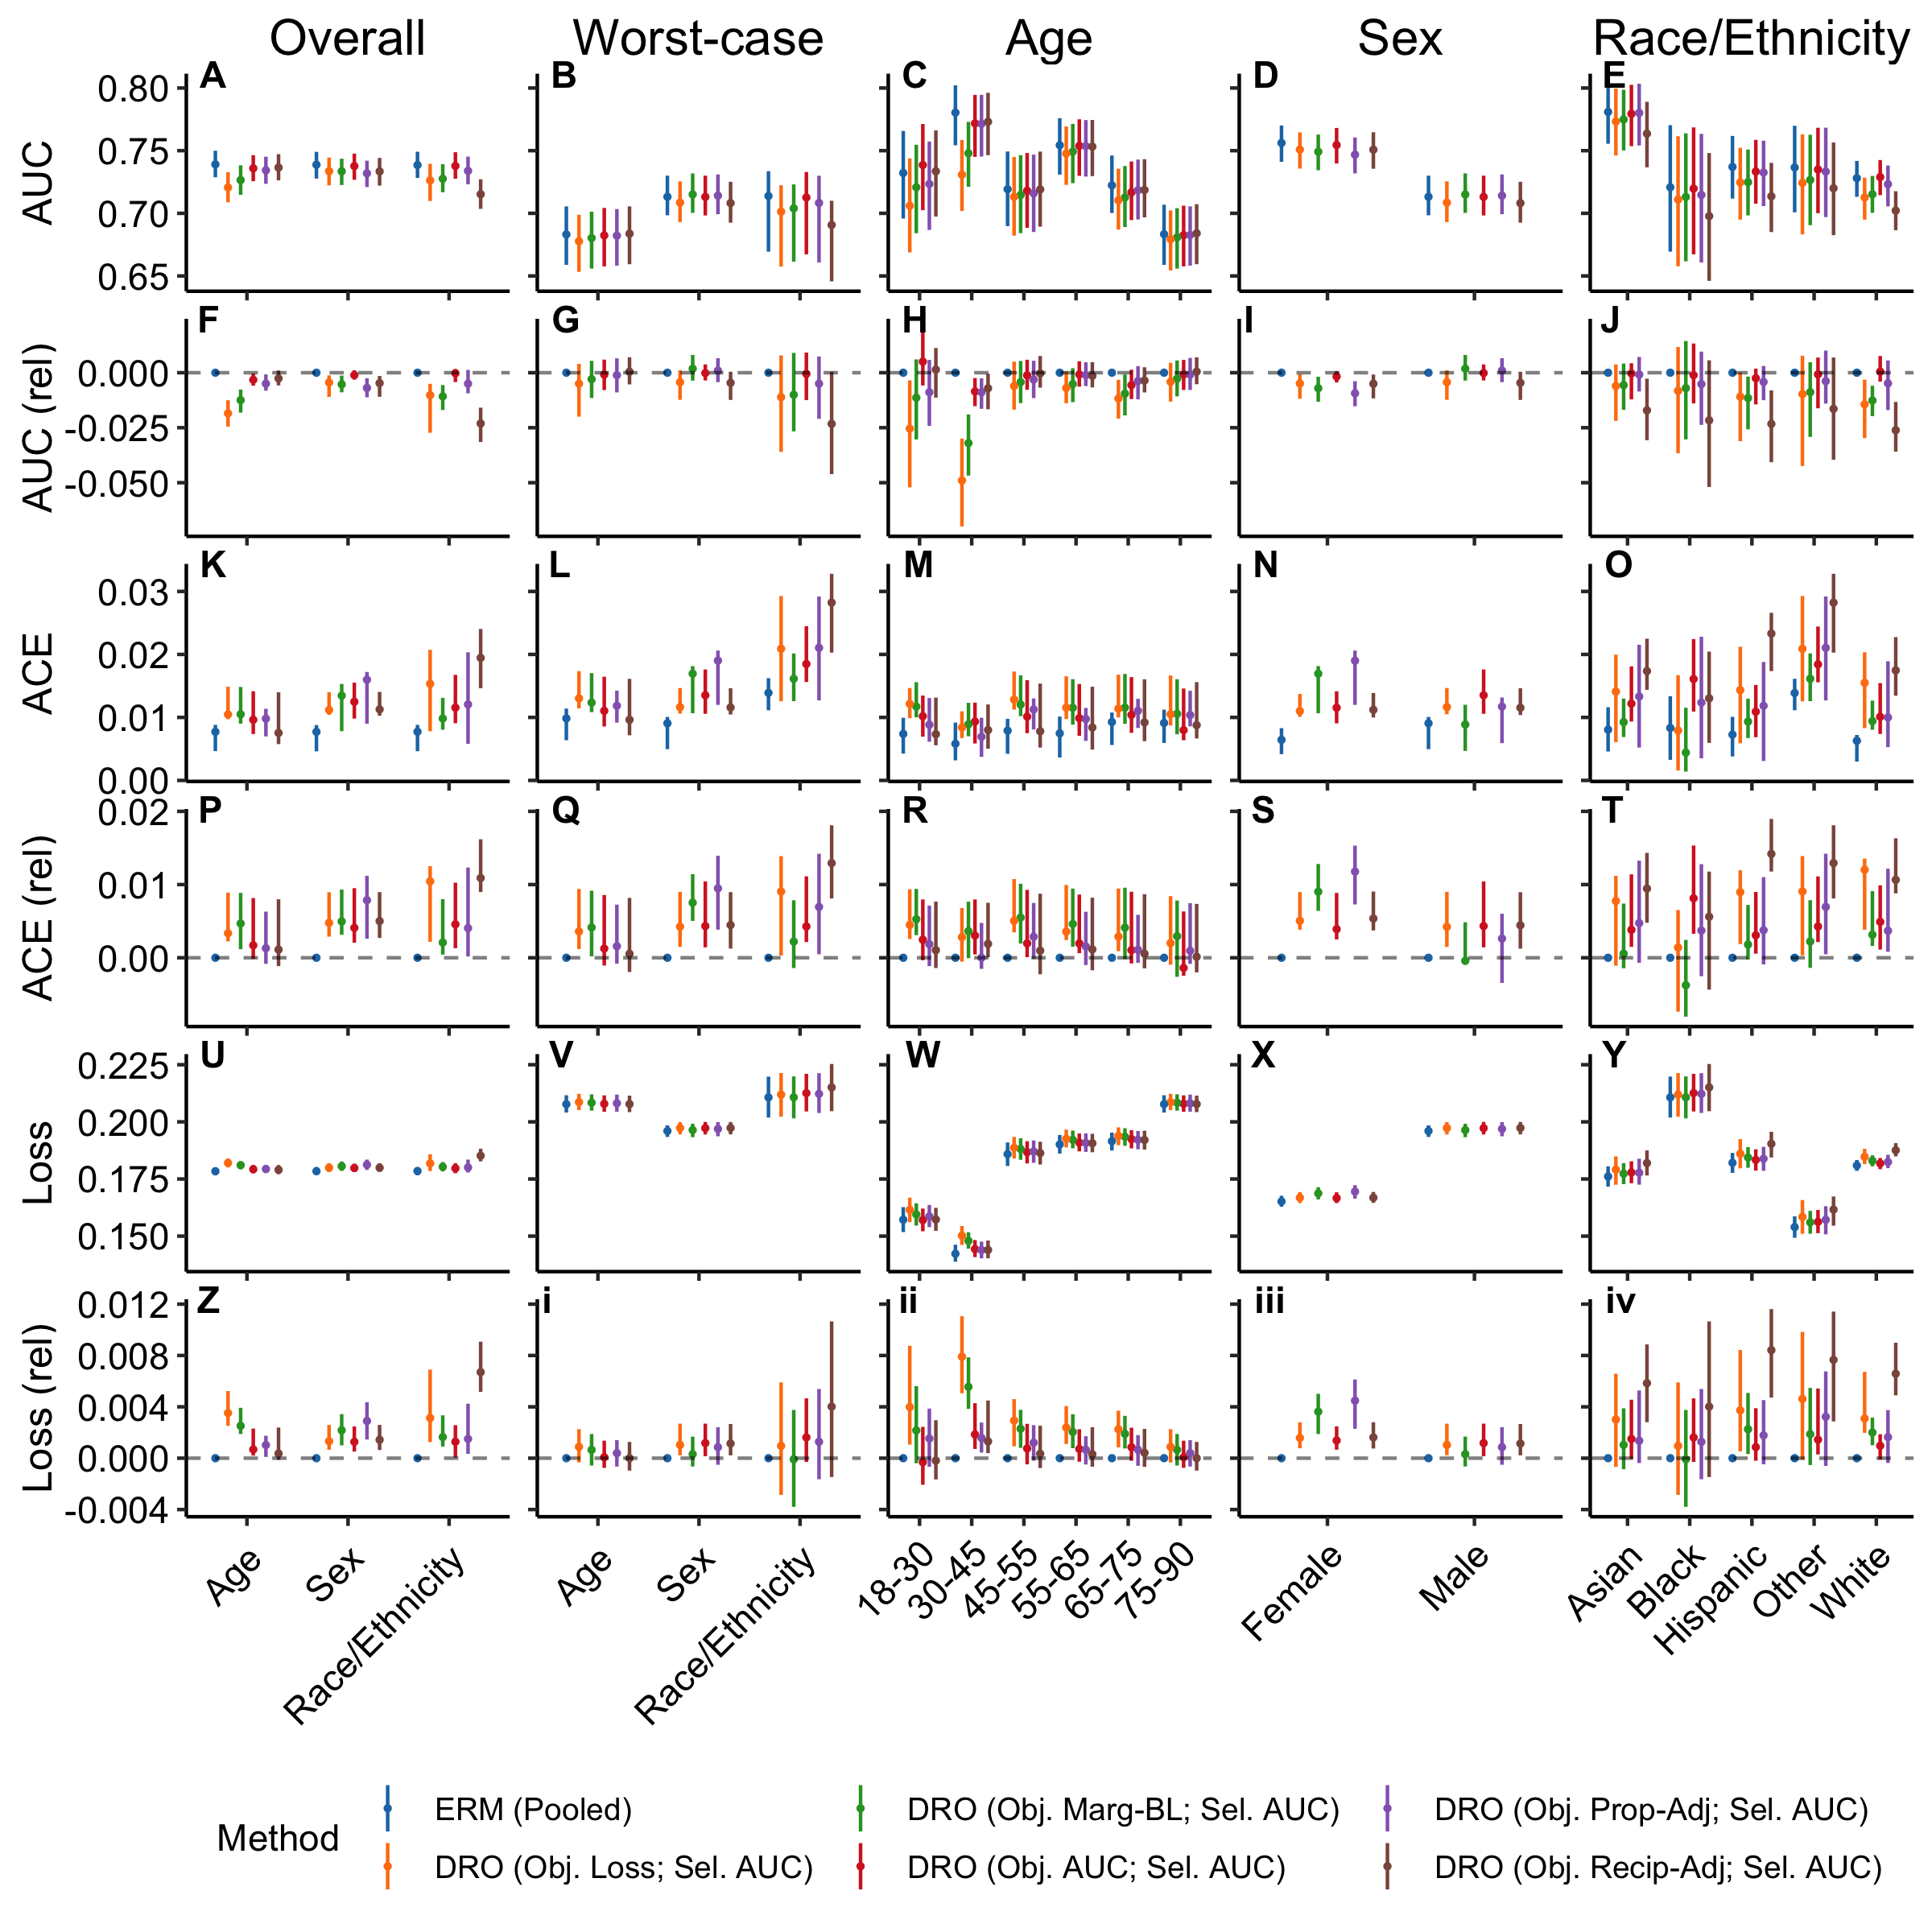 Overall Worst-case Age Sex Race/Ethnicity
A B C D E
AUC
0.80
0.75
0.70
0.65
F G H I J
AUC (rel)
0.000
-0.025
-0.050
K L M N O
ACE
0.03
0.02
0.01
0.00
P Q R S T
ACE (rel)
0.02
0.01
0.00
U V W X Y
Loss
0.225
0.200
0.175
0.150
Z i ii iii iv
Loss (rel)
0.012
0.008
0.004
0.000
-0.004
Age Sex Race/Ethnicity
Age Sex Race/Ethnicity
18-30 30-45 45-55 55-65 65-75 75-90
Female Male
Asian Black Hispanic Other White
Method
ERM (Pooled)
DRO (Obj. Loss; Sel. AUC)
DRO (Obj. Marg-BL; Sel. AUC)
DRO (Obj. AUC; Sel. AUC)
DRO (Obj. Prop-Adj; Sel. AUC)
DRO (Obj. Recip-Adj; Sel. AUC)